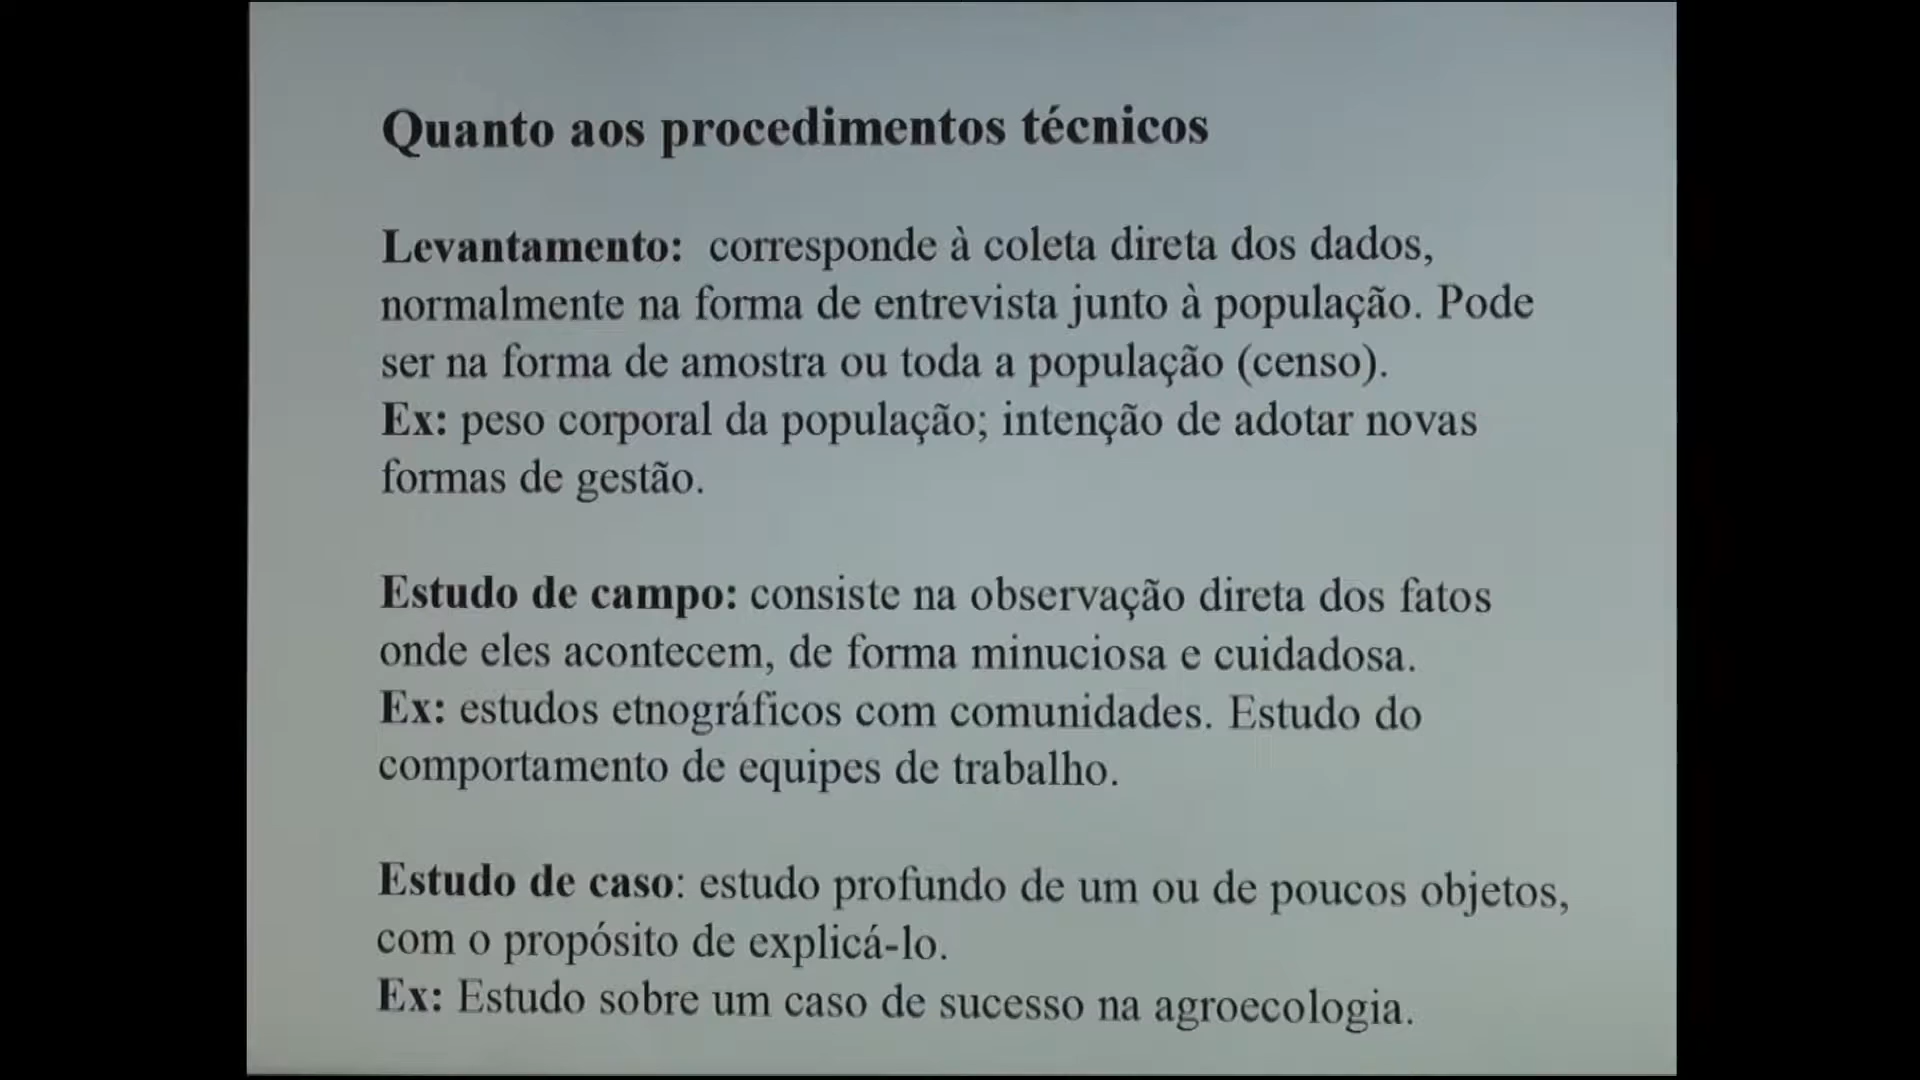 Quanto aos procedimentos técnicos
Levantamento: corresponde à coleta direta dos dados,
normalmente na forma de entrevista junto à população. Pode
ser na forma de amostra ou toda a população (censo).
Ex: peso corporal da população; intenção de adotar novas
formas de gestão.
Estudo de campo: consiste na observação direta dos fatos
onde eles acontecem, de forma minuciosa e cuidadosa.
Ex: estudos etnográficos com comunidades. Estudo do
comportamento de equipes de trabalho.
Estudo de caso: estudo profundo de um ou de poucos objetos,
com o propósito de explicá-lo.
Ex: Estudo sobre um caso de sucesso na agroecologia.